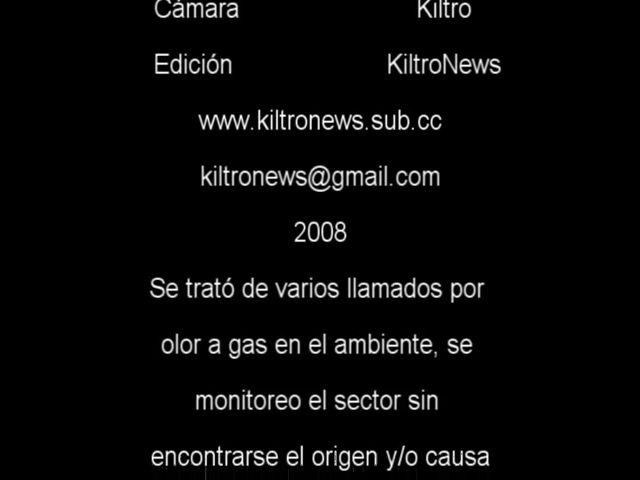 Cámara Kiltro
Edición KiltroNews
www.kiltronews.sub.cc
kiltronews@gmail.com
2008
Se trató de varios llamados por
olor a gas en el ambiente, se
monitoreo el sector sin
encontrarse el origen y/o causa